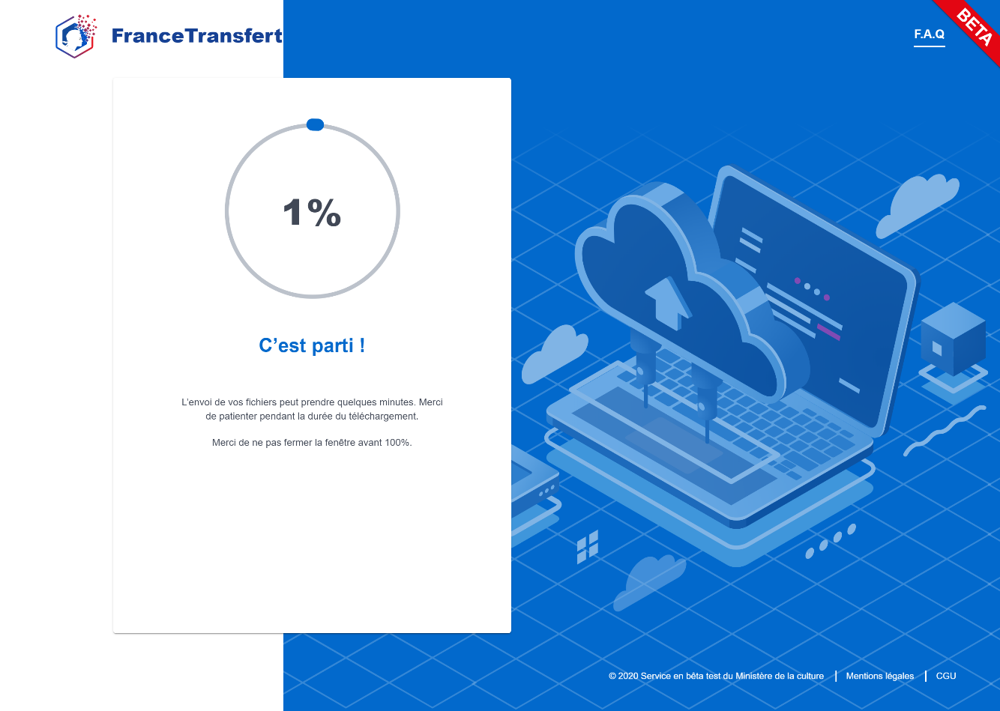 FranceTransfert
F.A.Q
BETA
1%
C’est parti !
L’envoi de vos fichiers peut prendre quelques minutes. Merci
de patienter pendant la durée du téléchargement.
Merci de ne pas fermer la fenêtre avant 100%.
© 2020 Service en bêta test du Ministère de la culture | Mentions légales | CGU